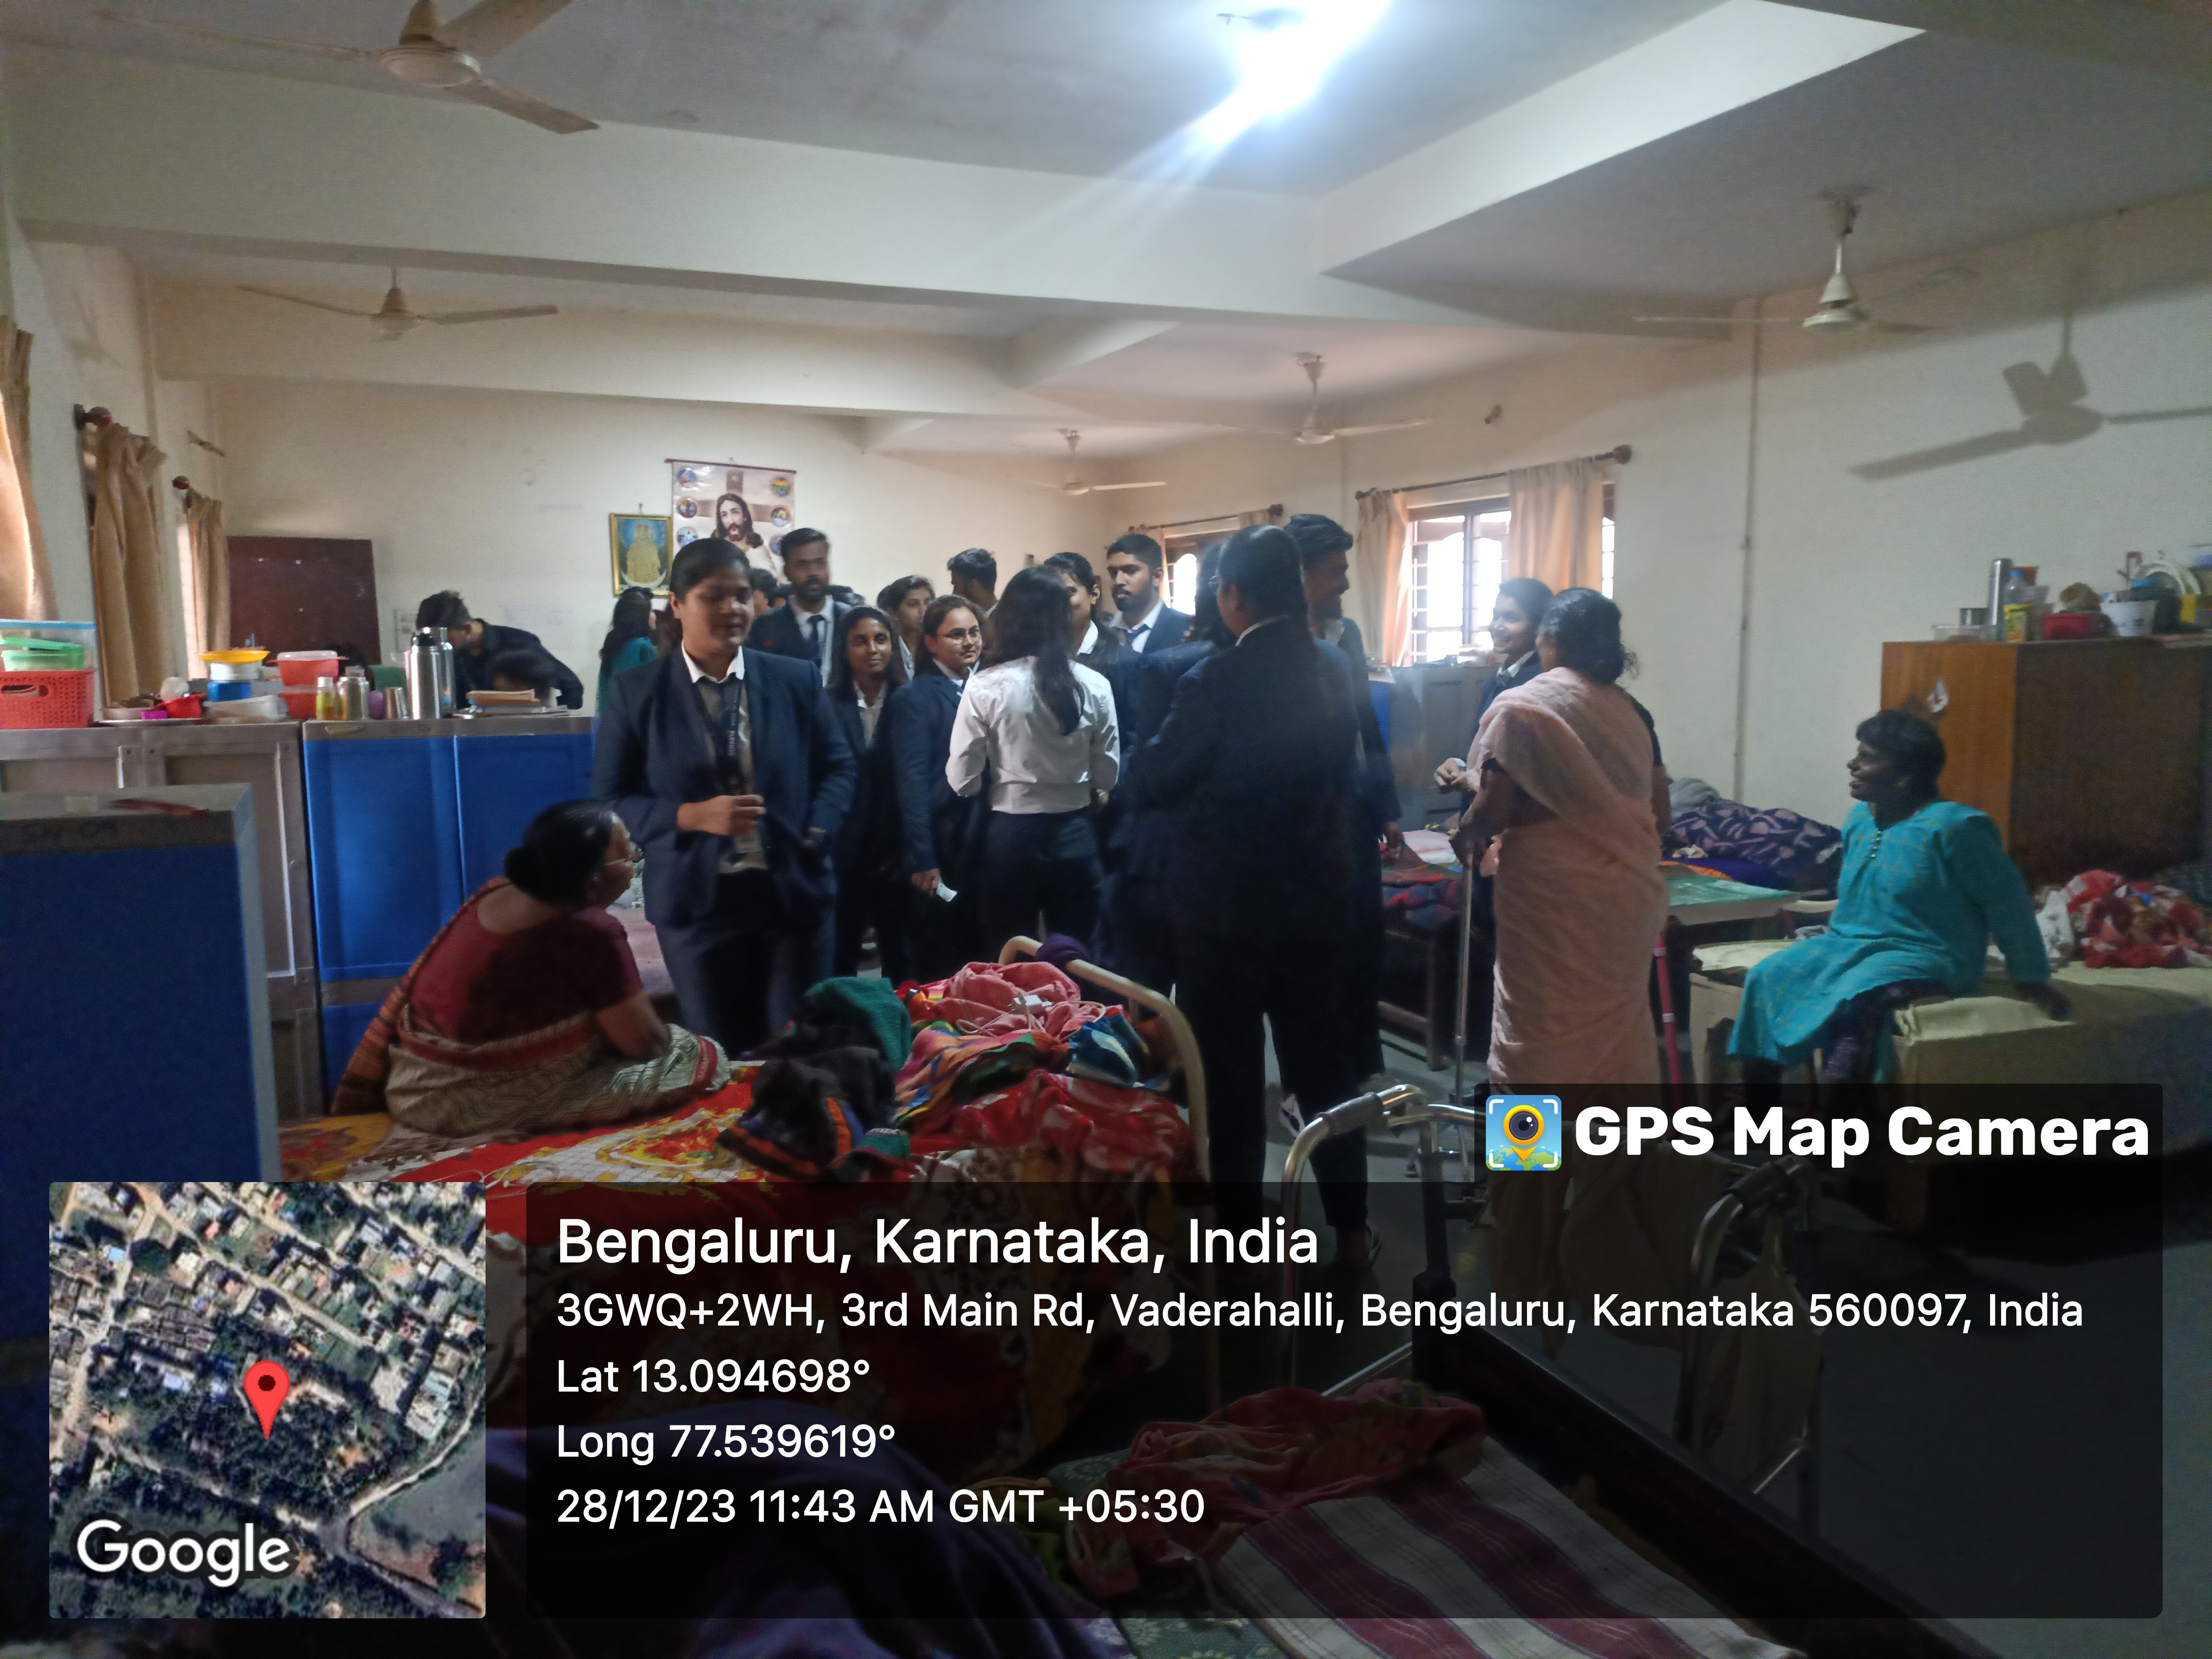 GPS Map Camera
Bengaluru, Karnataka, India
3GWQ+2WH, 3rd Main Rd, Vaderahalli, Bengaluru, Karnataka 560097, India
Lat 13.094698°
Long 77.539619°
28/12/23 11:43 AM GMT +05:30
Google